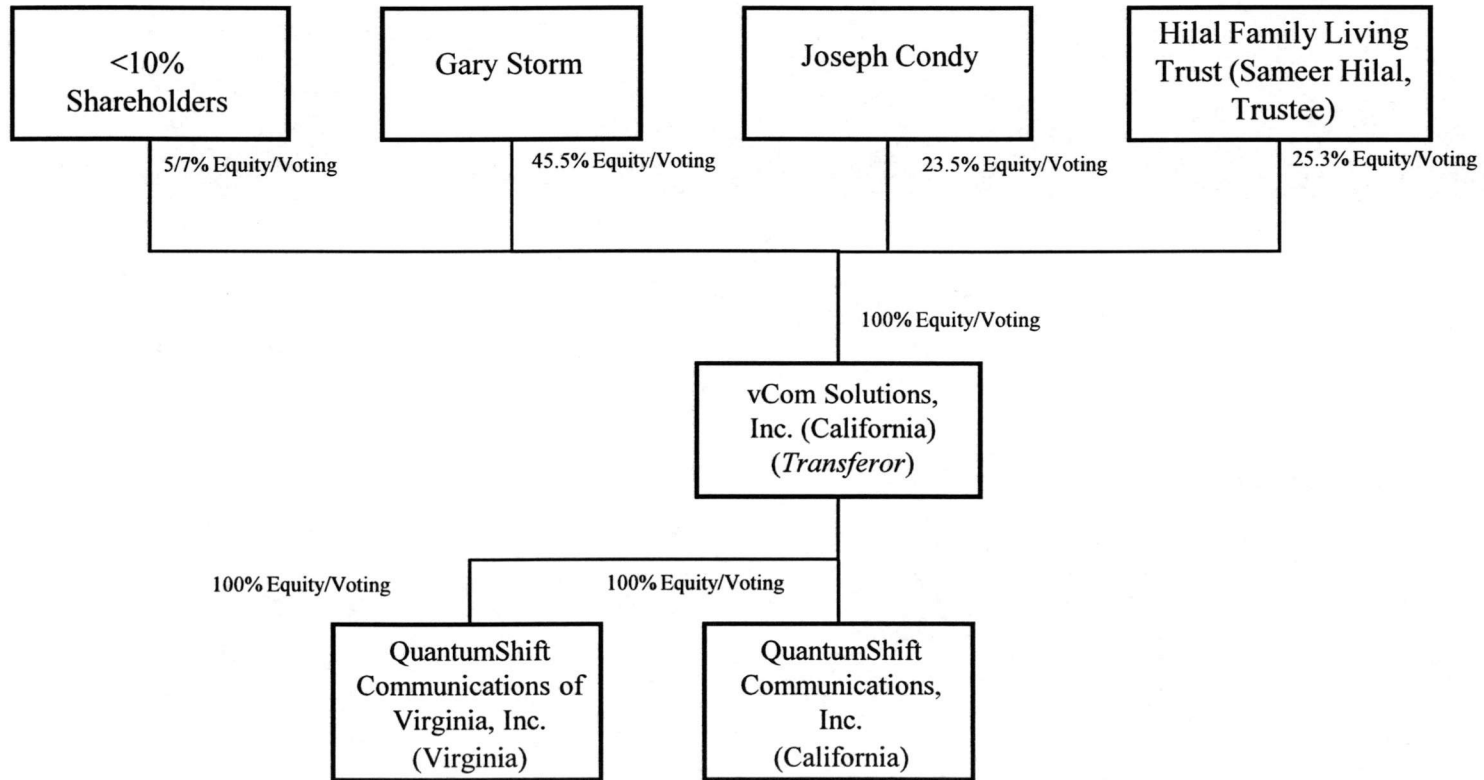 <10%
Shareholders
Gary Storm
Joseph Condy
Hilal Family Living
Trust (Sameer Hilal,
Trustee)
5/7% Equity/Voting
45.5% Equity/Voting
23.5% Equity/Voting
25.3% Equity/Voting
100% Equity/Voting
vCom Solutions,
Inc. (California)
(Transferor)
100% Equity/Voting
100% Equity/Voting
QuantumShift
Communications of
Virginia, Inc.
(Virginia)
QuantumShift
Communications,
Inc.
(California)